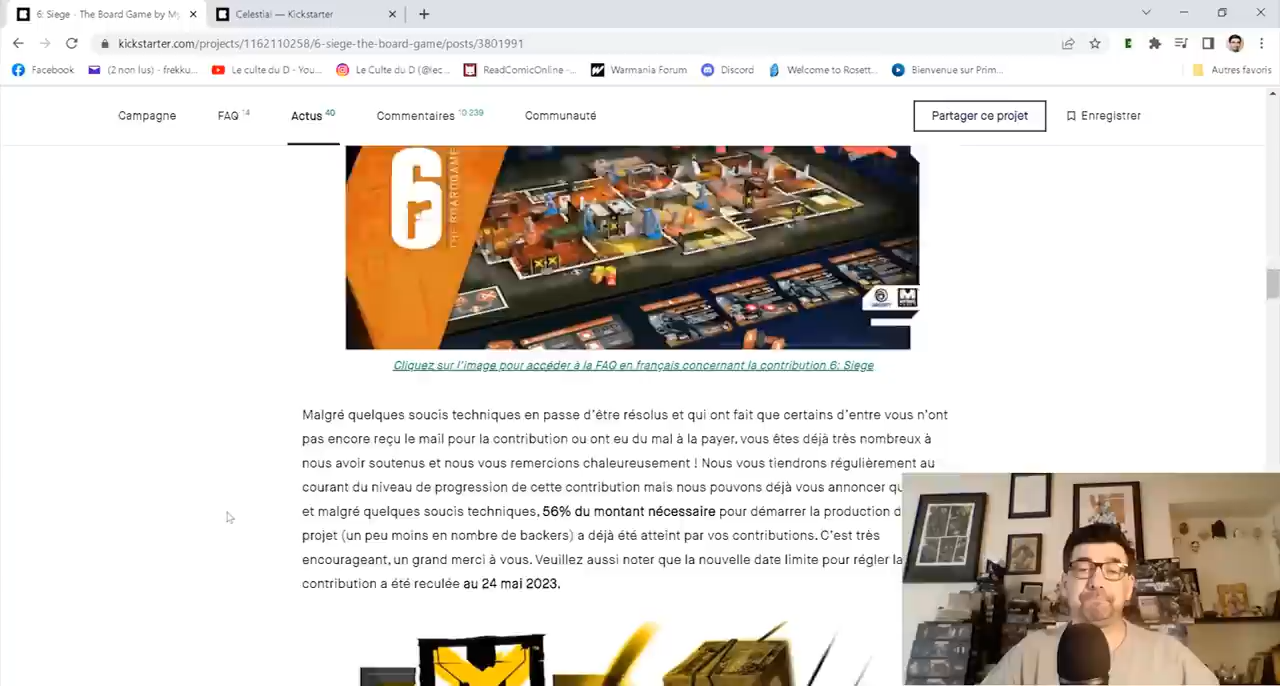 6: Siege - The Board Game by My
Celestial — Kickstarter
kickstarter.com/projects/1162110258/6-siege-the-board-game/posts/3801991
Facebook
(2 non lus) - frekku...
Le culte du D - You...
Le Culte du D (@lec...
ReadComicOnline -...
Warmania Forum
Discord
Welcome to Rosett...
Bienvenue sur Prim...
Autres favoris
Campagne
FAQ 14
Actus 40
Commentaires 10 239
Communauté
Partager ce projet
Enregistrer
6
THE BOARDGAME
Cliquez sur l'image pour accéder à la FAQ en français concernant la contribution 6: Siege
Malgré quelques soucis techniques en passe d'être résolus et qui ont fait que certains d'entre vous n'ont
pas encore reçu le mail pour la contribution ou ont eu du mal à la payer, vous êtes déjà très nombreux à
nous avoir soutenus et nous vous remercions chaleureusement ! Nous vous tiendrons régulièrement au
courant du niveau de progression de cette contribution mais nous pouvons déjà vous annoncer
et malgré quelques soucis techniques, 56% du montant nécessaire pour démarrer la production
projet (un peu moins en nombre de backers) a déjà été atteint par vos contributions. C'est très
encourageant, un grand merci à vous. Veuillez aussi noter que la nouvelle date limite pour régler la
contribution a été reculée au 24 mai 2023.